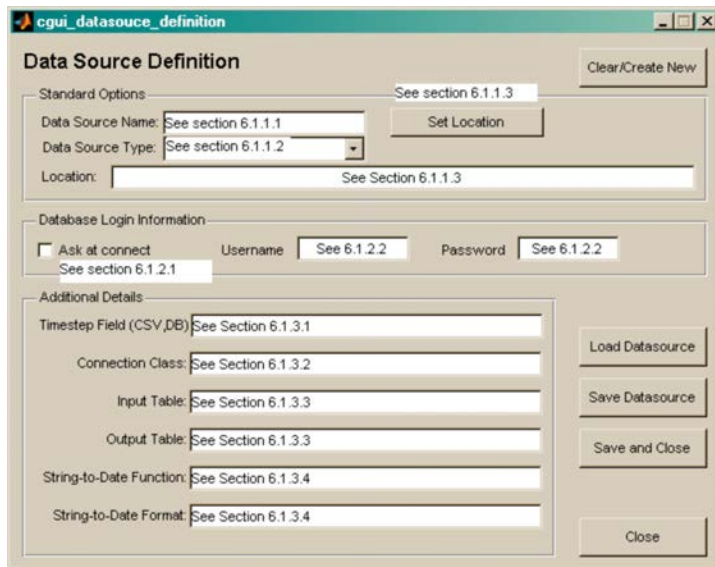 cgui_datasouce_definition
Data Source Definition
Clear/Create New
Standard Options
See section 6.1.1.3
Data Source Name: See section 6.1.1.1
Set Location
Data Source Type: See section 6.1.1.2
Location: See Section 6.1.1.3
Database Login Information
Ask at connect Username See 6.1.2.2 Password See 6.1.2.2
See section 6.1.2.1
Additional Details
Timestep Field (CSV,DB) See Section 6.1.3.1
Connection Class: See Section 6.1.3.2
Input Table: See Section 6.1.3.3
Output Table: See Section 6.1.3.3
String-to-Date Function: See Section 6.1.3.4
String-to-Date Format: See Section 6.1.3.4
Load Datasource
Save Datasource
Save and Close
Close